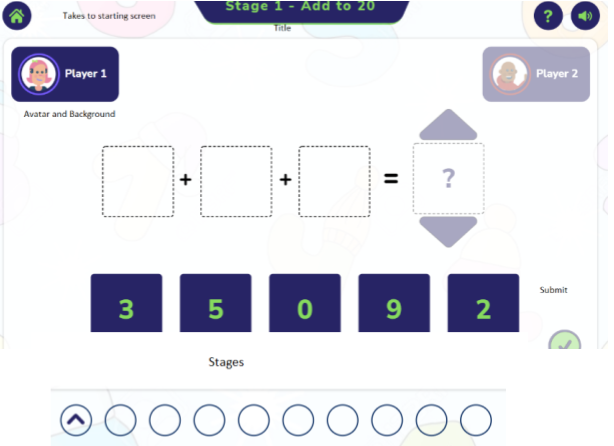 Stage 1 - Add to 20
Takes to starting screen
Title
?
Player 1
Player 2
Avatar and Background
+ + = ?
3 5 0 9 2
Submit
Stages